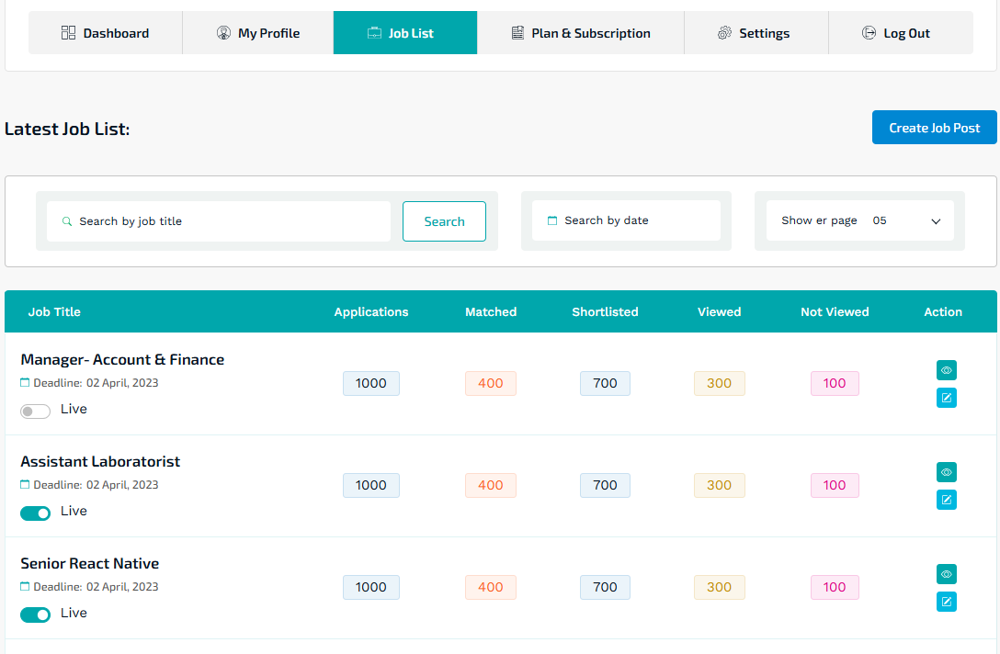 Dashboard My Profile Job List Plan & Subscription Settings Log Out
Latest Job List:
Create Job Post
Search by job title Search Search by date Show er page 05
Job Title Applications Matched Shortlisted Viewed Not Viewed Action
Manager- Account & Finance
Deadline: 02 April, 2023
1000 400 700 300 100
Live
Assistant Laboratorist
Deadline: 02 April, 2023
1000 400 700 300 100
Live
Senior React Native
Deadline: 02 April, 2023
1000 400 700 300 100
Live